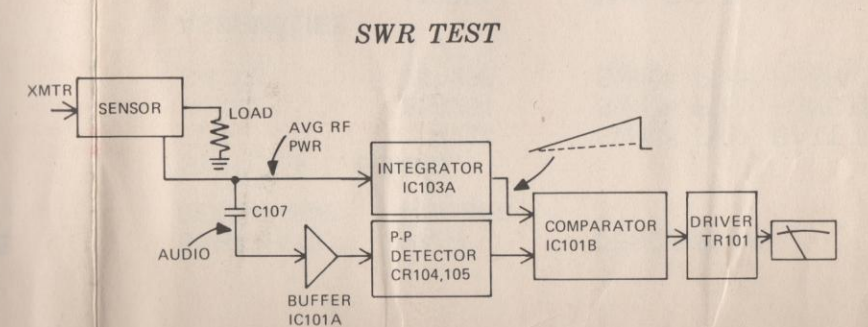 SWR TEST
XMTR
SENSOR
LOAD
AVG RF
PWR
INTEGRATOR
IC103A
C107
AUDIO
BUFFER
IC101A
P-P
DETECTOR
CR104,105
COMPARATOR
IC101B
DRIVER
TR101